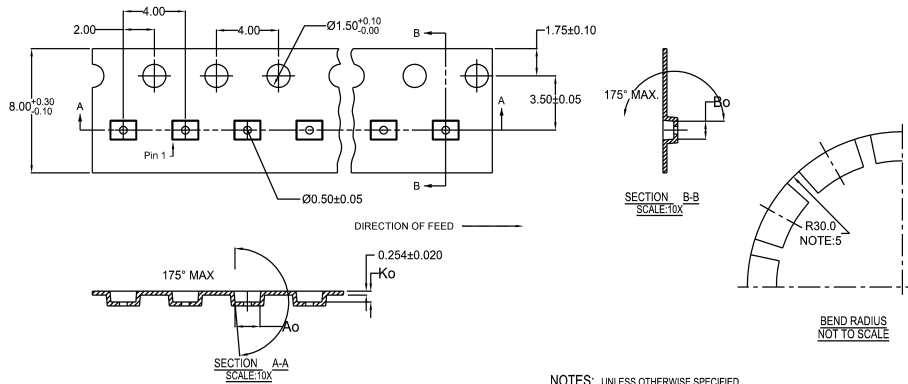 4.00
2.00
4.00
Ø1.50+0.10 -0.00
B
1.75±0.10
8.00+0.30 -0.10
A
A
3.50±0.05
Pin 1
B
Ø0.50±0.05
DIRECTION OF FEED
175° MAX.
Bo
SECTION B-B
SCALE:10X
R30.0
NOTE:5
BEND RADIUS
NOT TO SCALE
0.254±0.020
175° MAX
Ko
Ao
SECTION A-A
SCALE:10X
NOTES: UNLESS OTHERWISE SPECIFIED